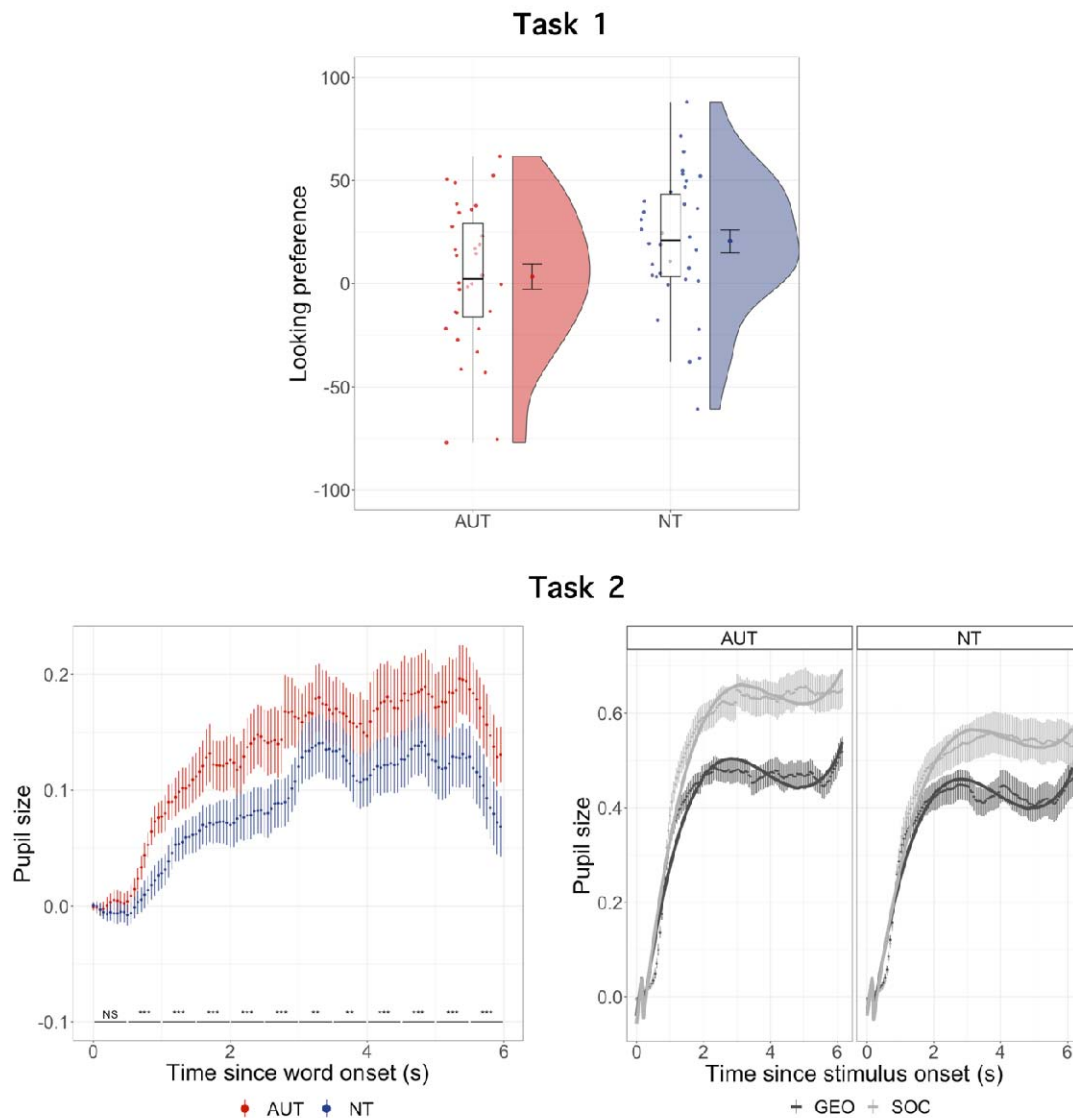 Task 1
100
50
0
-50
-100
Looking preference
AUT
NT
Task 2
0.2
0.1
0.0
-0.1
Pupil size
NS *** *** *** *** *** ** ** *** *** *** ***
0 2 4 6
Time since word onset (s)
AUT NT
AUT NT
0.6
0.4
0.2
0.0
Pupil size
0 2 4 6 0 2 4 6
Time since stimulus onset (s)
GEO SOC